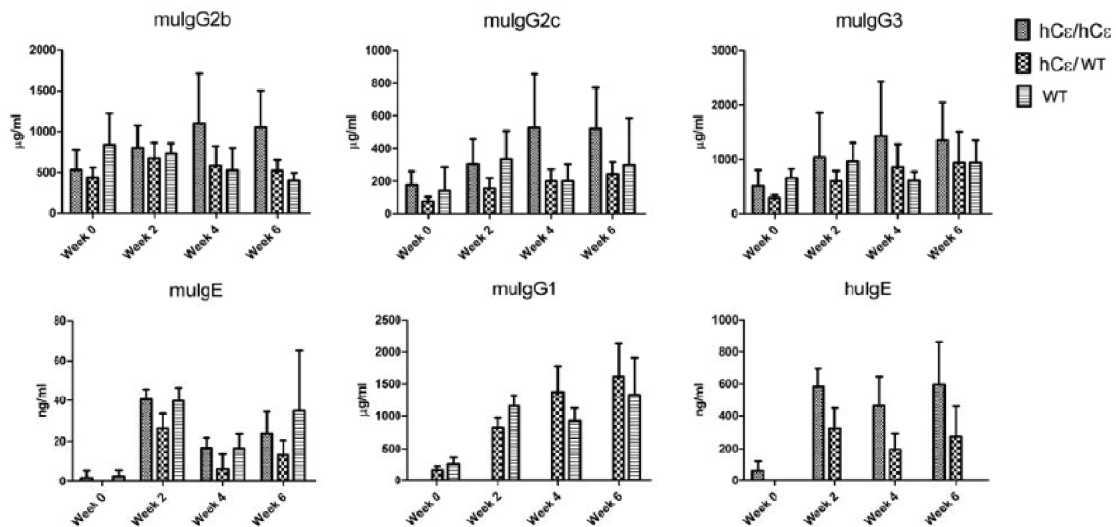 muIgG2b
muIgG2c
muIgG3
hCε/hCε
hCε/WT
WT
μg/ml
2000
1500
1000
500
0
Week 0
Week 2
Week 4
Week 6
μg/ml
1000
800
600
400
200
0
Week 0
Week 2
Week 4
Week 6
μg/ml
3000
2000
1000
0
Week 0
Week 2
Week 4
Week 6
muIgE
muIgG1
huIgE
ng/ml
80
60
40
20
0
Week 0
Week 2
Week 4
Week 6
μg/ml
2500
2000
1500
1000
500
0
Week 0
Week 2
Week 4
Week 6
ng/ml
1000
800
600
400
200
0
Week 0
Week 2
Week 4
Week 6